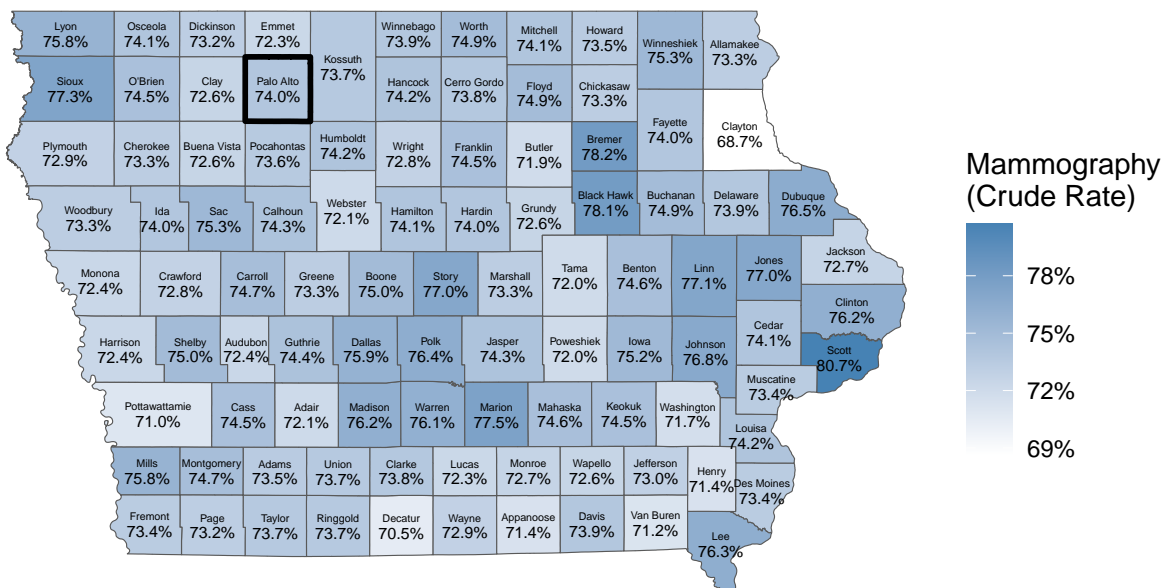 Lyon
75.8%
Osceola
74.1%
Dickinson
73.2%
Emmet
72.3%
Kossuth
73.7%
Winnebago
73.9%
Worth
74.9%
Mitchell
74.1%
Howard
73.5%
Winneshiek
75.3%
Allamakee
73.3%
Sioux
77.3%
O'Brien
74.5%
Clay
72.6%
Palo Alto
74.0%
Hancock
74.2%
Cerro Gordo
73.8%
Floyd
74.9%
Chickasaw
73.3%
Fayette
74.0%
Clayton
68.7%
Plymouth
72.9%
Cherokee
73.3%
Buena Vista
72.6%
Pocahontas
73.6%
Humboldt
74.2%
Wright
72.8%
Franklin
74.5%
Butler
71.9%
Bremer
78.2%
Woodbury
73.3%
Ida
74.0%
Sac
75.3%
Calhoun
74.3%
Webster
72.1%
Hamilton
74.1%
Hardin
74.0%
Grundy
72.6%
Black Hawk
78.1%
Buchanan
74.9%
Delaware
73.9%
Dubuque
76.5%
Monona
72.4%
Crawford
72.8%
Carroll
74.7%
Greene
73.3%
Boone
75.0%
Story
77.0%
Marshall
73.3%
Tama
72.0%
Benton
74.6%
Linn
77.1%
Jones
77.0%
Jackson
72.7%
Clinton
76.2%
Harrison
72.4%
Shelby
75.0%
Audubon
72.4%
Guthrie
74.4%
Dallas
75.9%
Polk
76.4%
Jasper
74.3%
Poweshiek
72.0%
Iowa
75.2%
Johnson
76.8%
Cedar
74.1%
Scott
80.7%
Muscatine
73.4%
Pottawattamie
71.0%
Cass
74.5%
Adair
72.1%
Madison
76.2%
Warren
76.1%
Marion
77.5%
Mahaska
74.6%
Keokuk
74.5%
Washington
71.7%
Louisa
74.2%
Mills
75.8%
Montgomery
74.7%
Adams
73.5%
Union
73.7%
Clarke
73.8%
Lucas
72.3%
Monroe
72.7%
Wapello
72.6%
Jefferson
73.0%
Henry
71.4%
Des Moines
73.4%
Fremont
73.4%
Page
73.2%
Taylor
73.7%
Ringgold
73.7%
Decatur
70.5%
Wayne
72.9%
Appanoose
71.4%
Davis
73.9%
Van Buren
71.2%
Lee
76.3%
Mammography
(Crude Rate)
78%
75%
72%
69%